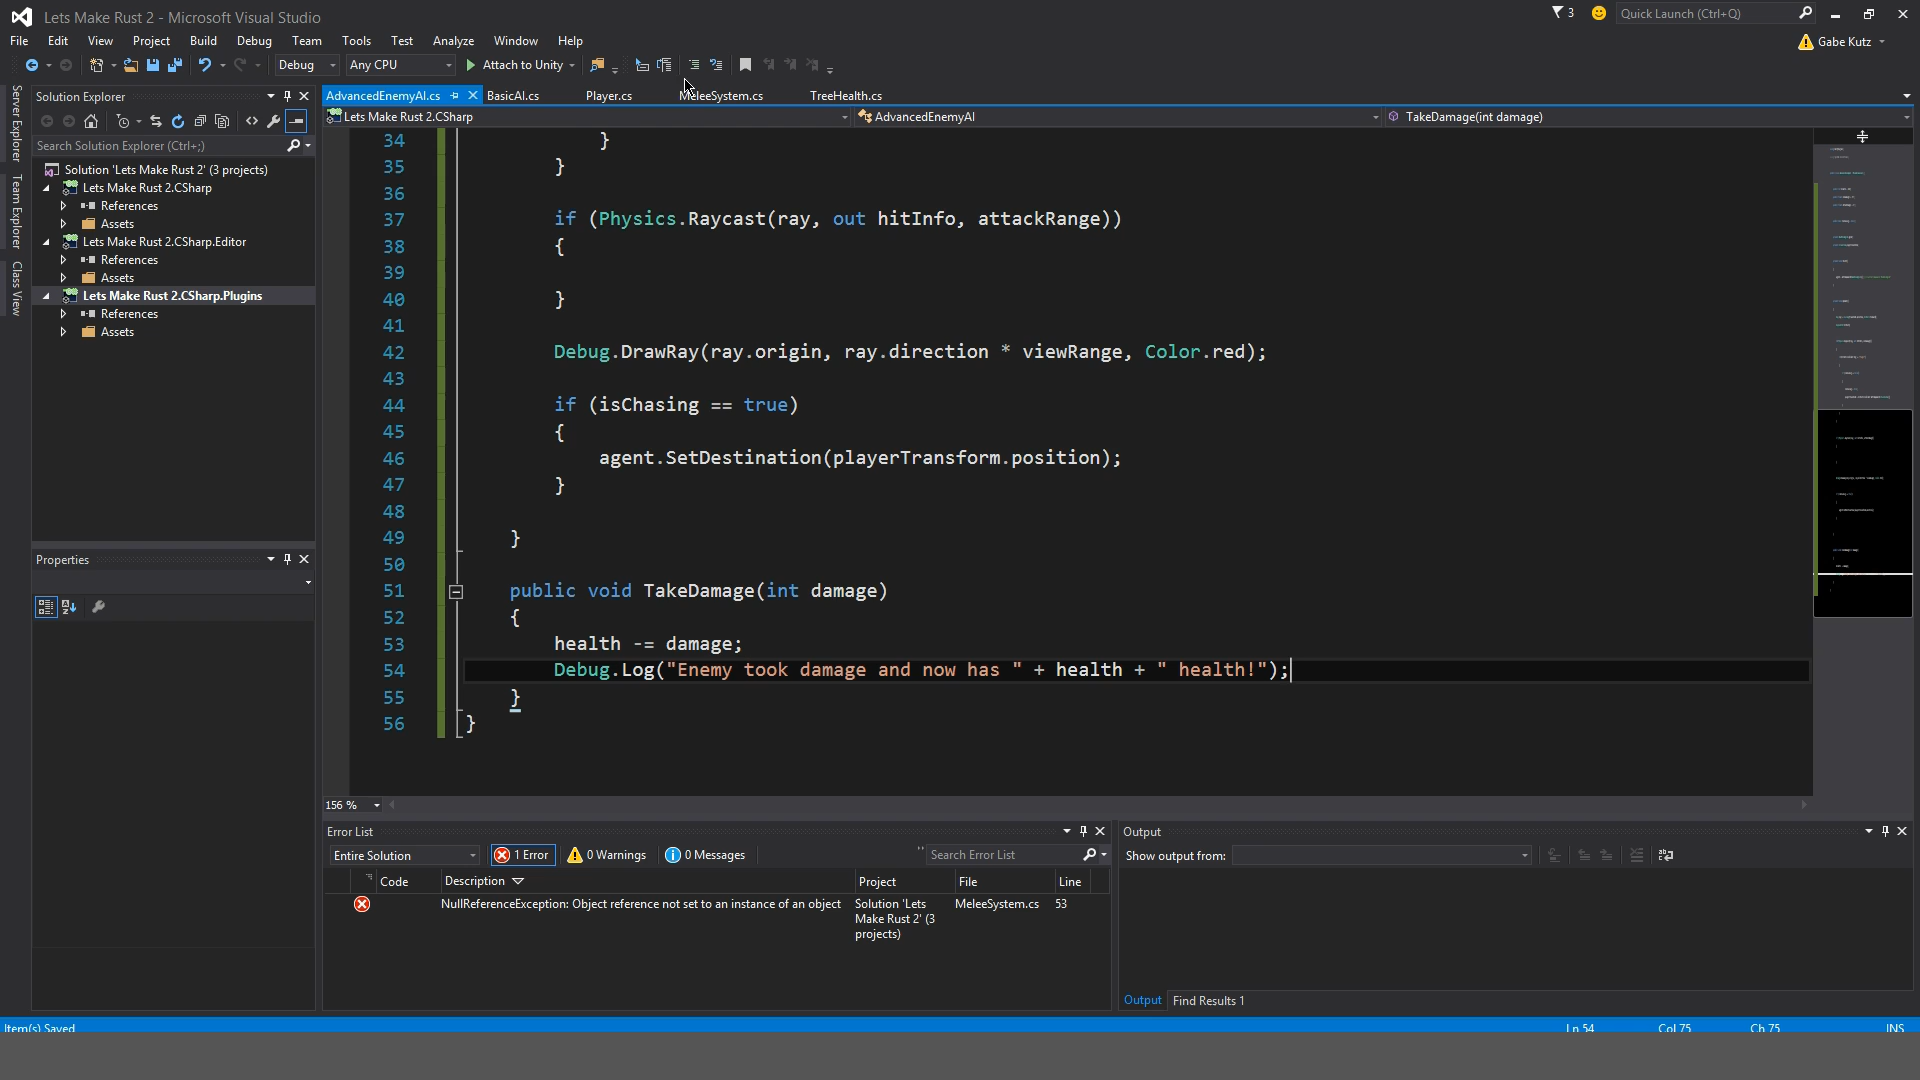 Lets Make Rust 2 - Microsoft Visual Studio
3
Quick Launch (Ctrl+Q)
File Edit View Project Build Debug Team Tools Test Analyze Window Help
Gabe Kutz
Debug Any CPU Attach to Unity
Server Explorer
Team Explorer
Class View
Solution Explorer
AdvancedEnemyAI.cs BasicAI.cs Player.cs MeleeSystem.cs TreeHealth.cs
Lets Make Rust 2.CSharp AdvancedEnemyAI TakeDamage(int damage)
Search Solution Explorer (Ctrl+;)
Solution 'Lets Make Rust 2' (3 projects)
Lets Make Rust 2.CSharp
References
Assets
Lets Make Rust 2.CSharp.Editor
References
Assets
Lets Make Rust 2.CSharp.Plugins
References
Assets
Properties
34 }
35 }
36
37 if (Physics.Raycast(ray, out hitInfo, attackRange))
38 {
39
40 }
41
42 Debug.DrawRay(ray.origin, ray.direction * viewRange, Color.red);
43
44 if (isChasing == true)
45 {
46 agent.SetDestination(playerTransform.position);
47 }
48
49 }
50
51 public void TakeDamage(int damage)
52 {
53 health -= damage;
54 Debug.Log("Enemy took damage and now has " + health + " health!");
55 }
56 }
156 %
Error List
Entire Solution 1 Error 0 Warnings 0 Messages Search Error List
Code Description Project File Line
NullReferenceException: Object reference not set to an instance of an object Solution 'Lets MeleeSystem.cs 53
Make Rust 2' (3
projects)
Output
Show output from:
Output Find Results 1
Item(s) Saved Ln 54 Col 75 Ch 75 INS